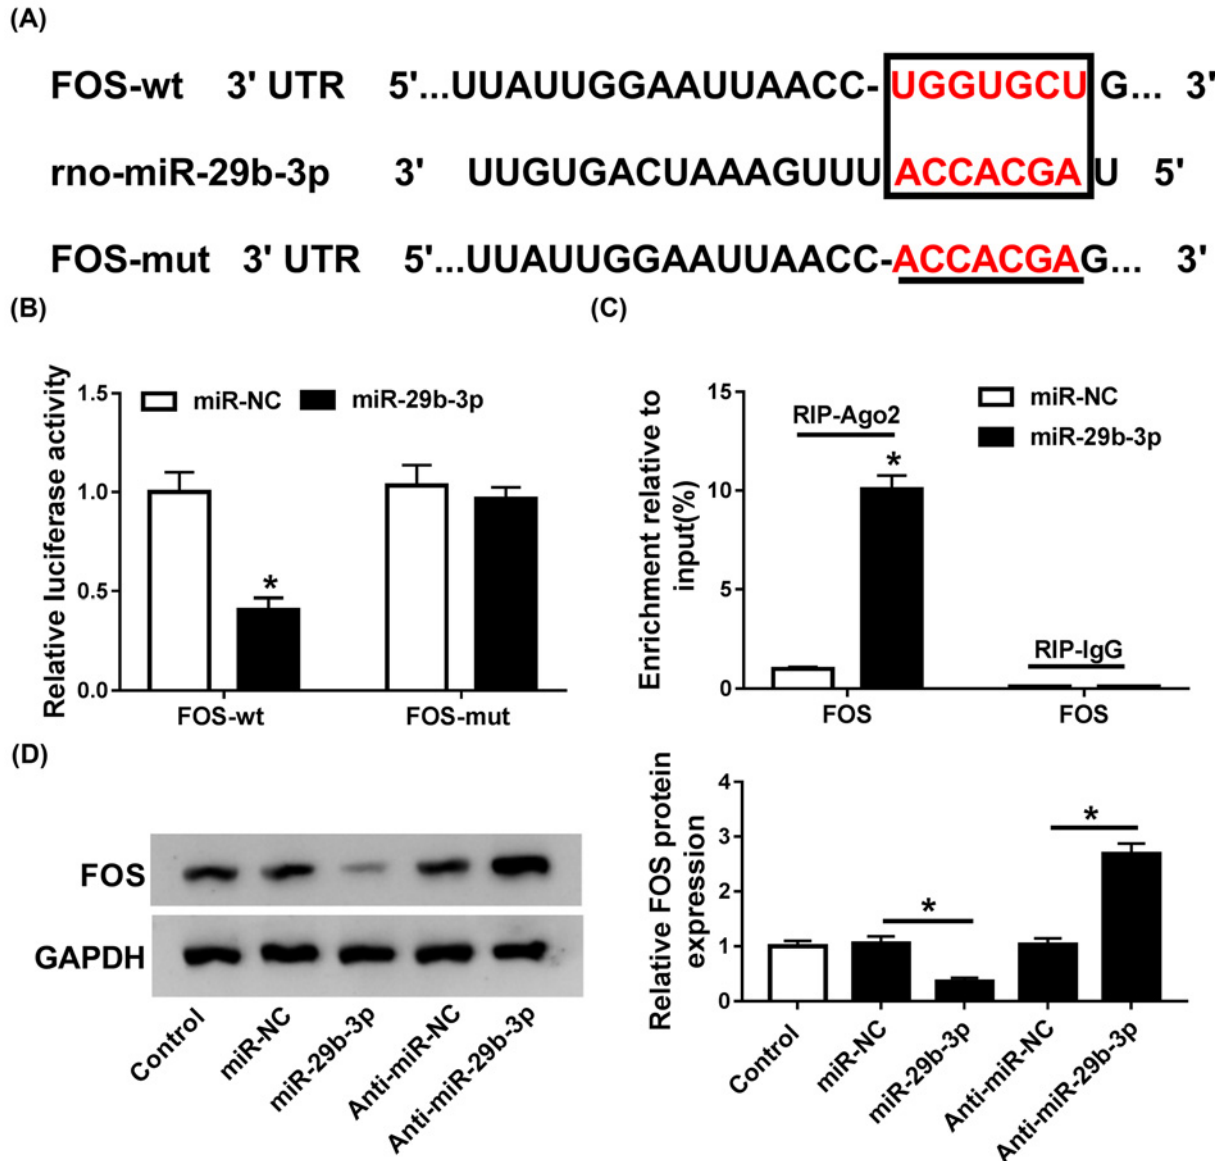 (A)
FOS-wt 3' UTR 5'...UUAUUGGAAUUAACC-UGGUGCUG... 3'
rno-miR-29b-3p 3' UUGUGACUAAAGUUUACCACGAU 5'
FOS-mut 3' UTR 5'...UUAUUGGAAUUAACC-ACCACGAG... 3'
(B)
Relative luciferase activity
1.5
1.0
0.5
0.0
miR-NC miR-29b-3p
*
FOS-wt FOS-mut
(C)
Enrichment relative to
input(%)
15
10
5
0
RIP-Ago2
miR-NC
miR-29b-3p
*
RIP-IgG
FOS FOS
(D)
FOS
GAPDH
Control
miR-NC
miR-29b-3p
Anti-miR-NC
Anti-miR-29b-3p
Relative FOS protein
expression
4
3
2
1
0
*
*
Control
miR-NC
miR-29b-3p
Anti-miR-NC
Anti-miR-29b-3p